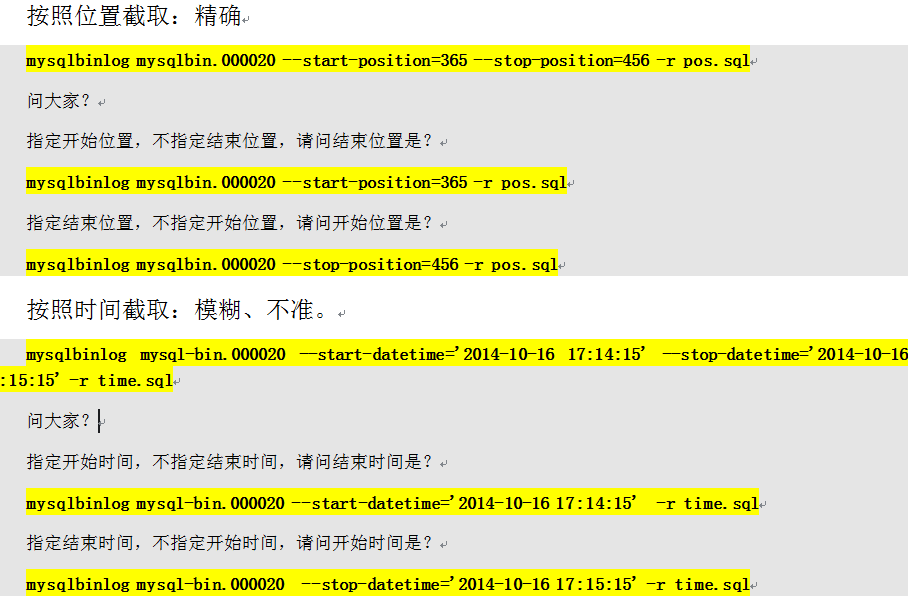 按照位置截取：精确
mysqlbinlog mysqlbin.000020 --start-position=365 --stop-position=456 -r pos.sql
问大家？
指定开始位置，不指定结束位置，请问结束位置是？
mysqlbinlog mysqlbin.000020 --start-position=365 -r pos.sql
指定结束位置，不指定开始位置，请问开始位置是？
mysqlbinlog mysqlbin.000020 --stop-position=456 -r pos.sql
按照时间截取：模糊、不准。
mysqlbinlog mysql-bin.000020 --start-datetime='2014-10-16 17:14:15' --stop-datetime='2014-10-16
:15:15' -r time.sql
问大家？
指定开始时间，不指定结束时间，请问结束时间是？
mysqlbinlog mysql-bin.000020 --start-datetime='2014-10-16 17:14:15' -r time.sql
指定结束时间，不指定开始时间，请问开始时间是？
mysqlbinlog mysql-bin.000020 --stop-datetime='2014-10-16 17:15:15' -r time.sql